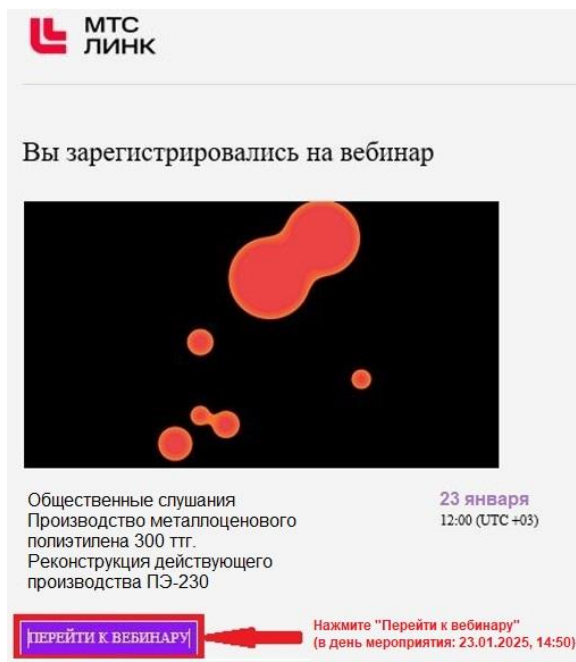 МТС
ЛИНК
Вы зарегистрировались на вебинар
Общественные слушания
Производство металлоценового
полиэтипена 300 ттг.
Реконструкция действующего
производства ПЭ-230
23 января
12:00 (UTC +03)
ПЕРЕЙТИ К ВЕБИНАРУ
Нажмите "Перейти к вебинару"
(в день мероприятия: 23.01.2025, 14:50)